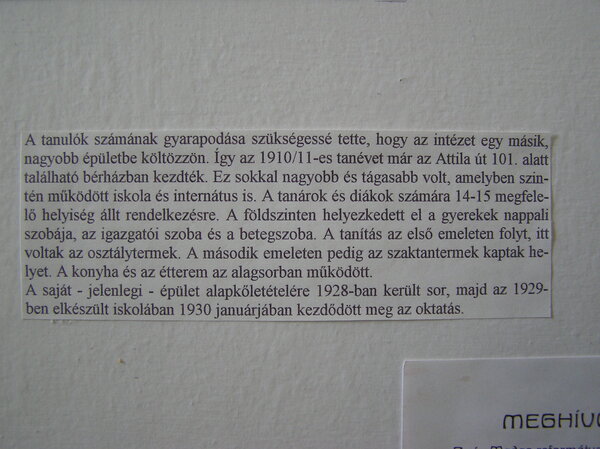 A tanulók számának gyarapodása szükségessé tette, hogy az intézet egy másik,
nagyobb épületbe költözzön. Így az 1910/11-es tanévet már az Attila út 101. alatt
található bérházban kezdték. Ez sokkal nagyobb és tágasabb volt, amelyben szin-
tén működött iskola és internátus is. A tanárok és diákok számára 14-15 megfele-
lő helyiség állt rendelkezésre. A földszinten helyezkedett el a gyerekek nappali
szobája, az igazgatói szoba és a betegszoba. A tanítás az első emeleten folyt, itt
voltak az osztálytermek. A második emeleten pedig az szaktantermek kaptak he-
lyet. A konyha és az étterem az alagsorban működött.
A saját - jelenlegi - épület alapkőletételére 1928-ban került sor, majd az 1929-
ben elkészült iskolában 1930 januárjában kezdődött meg az oktatás.
MEGHÍV